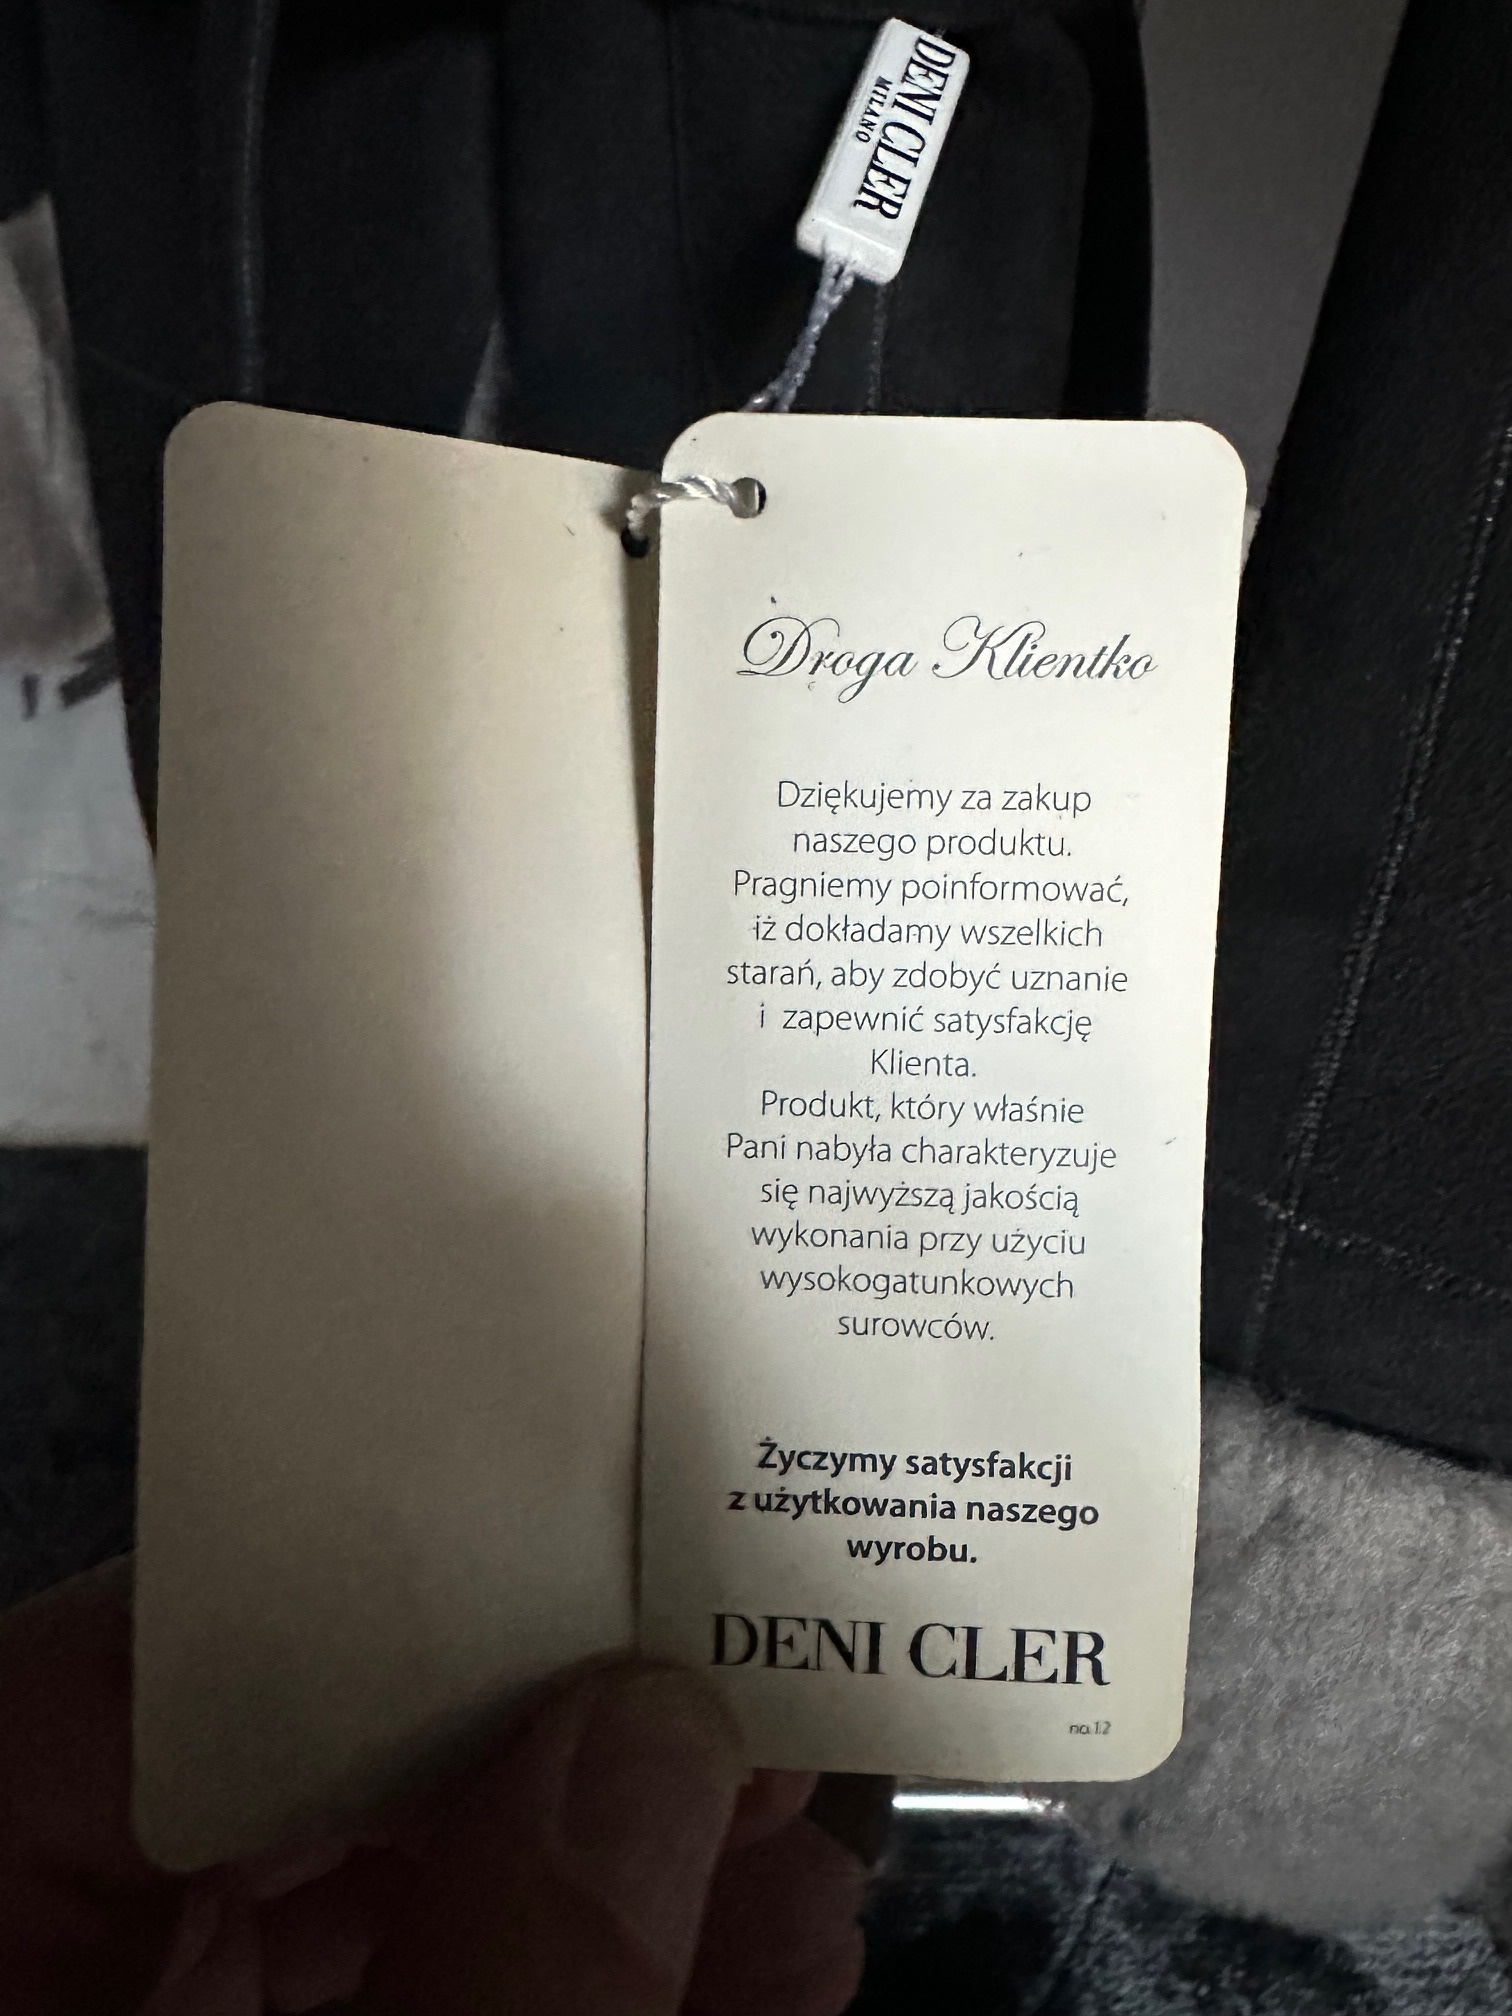 DENI CLER
MILANO
Droga Klientko
Dziękujemy za zakup
naszego produktu.
Pragniemy poinformować,
iż dokładamy wszelkich
starań, aby zdobyć uznanie
i zapewnić satysfakcję
Klienta.
Produkt, który właśnie
Pani nabyła charakteryzuje
się najwyższą jakością
wykonania przy użyciu
wysokogatunkowych
surowców.
Życzymy satysfakcji
z użytkowania naszego
wyrobu.
DENI CLER
na12